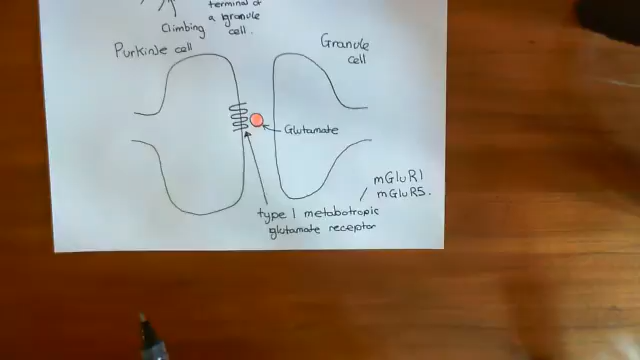 terminal of
a granule
cell.
Climbing
Purkinje cell
Granule
cell
Glutamate
mGluR1
mGluR5.
type 1 metabotropic
glutamate receptor